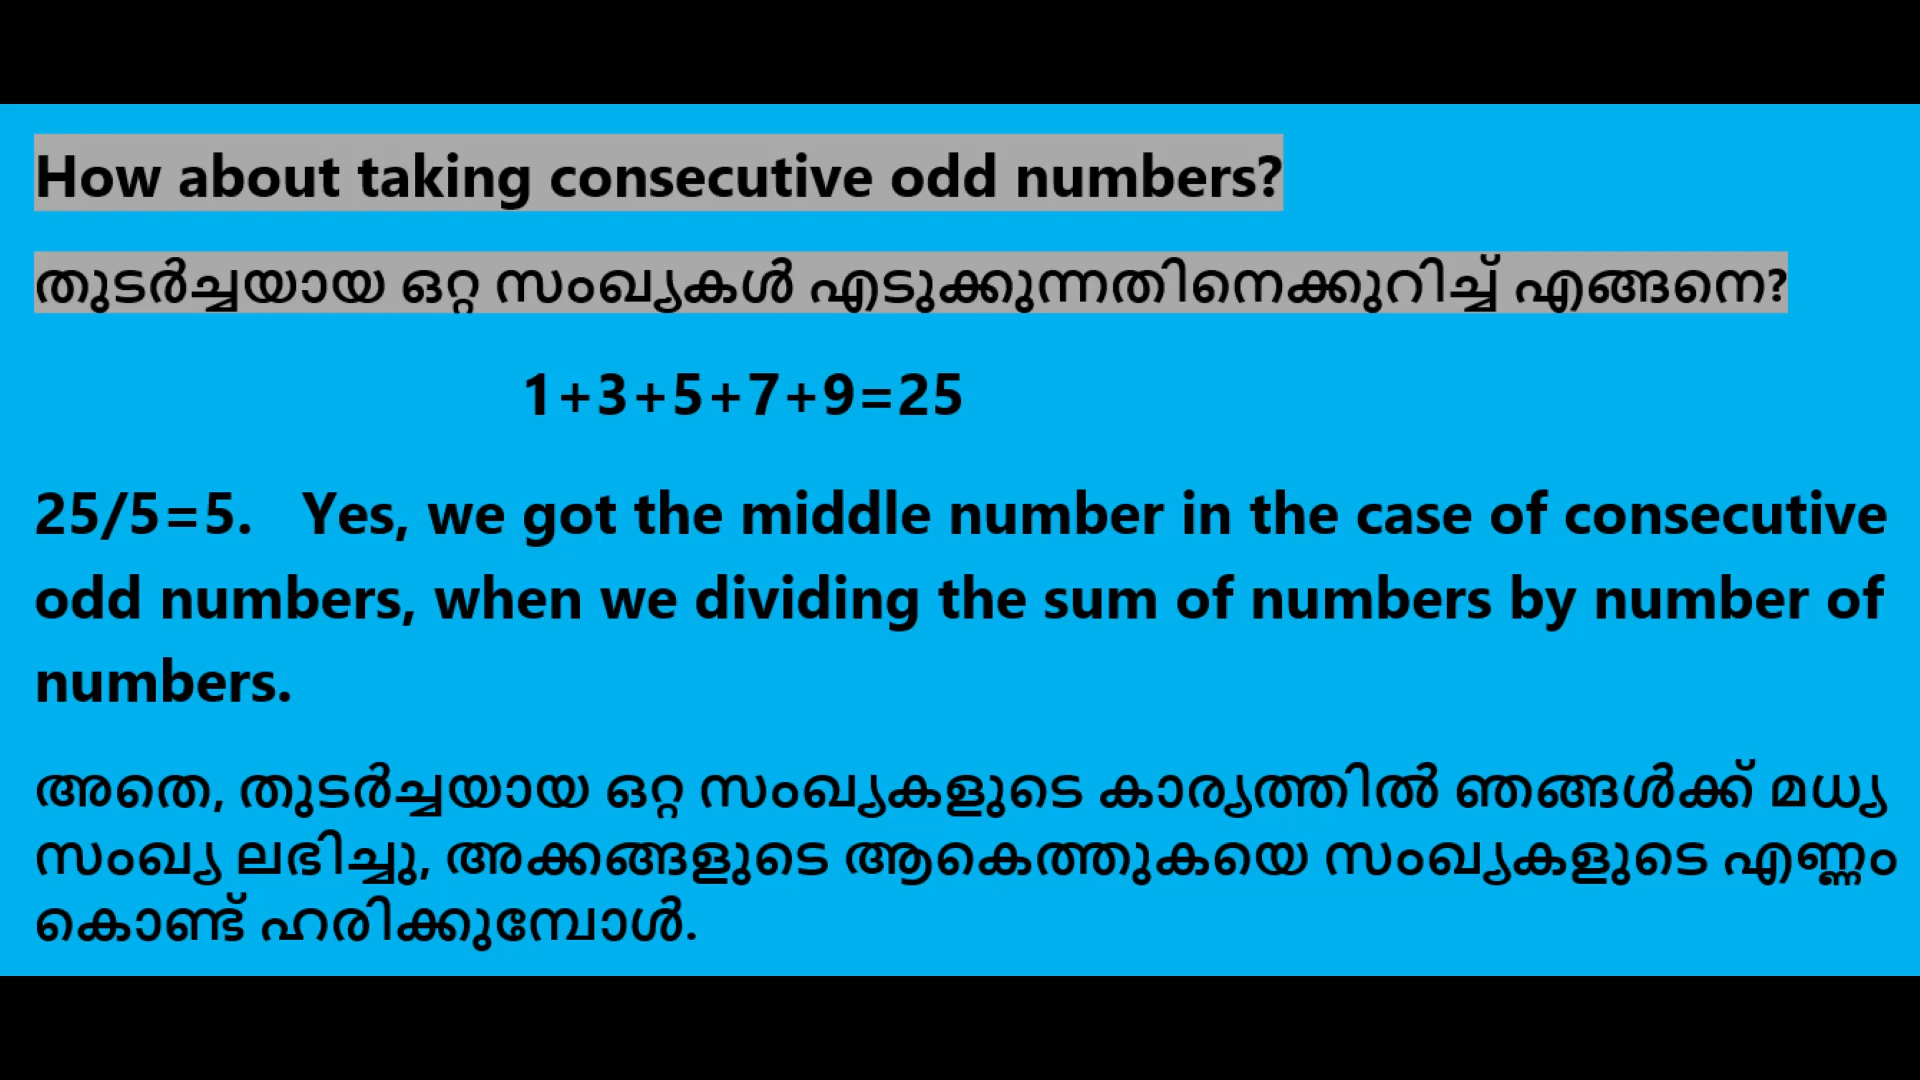 How about taking consecutive odd numbers?
തുടർച്ചയായ ഒറ്റ സംഖ്യകൾ എടുക്കുന്നതിനെക്കുറിച്ച് എങ്ങനെ?
1+3+5+7+9=25
25/5=5. Yes, we got the middle number in the case of consecutive
odd numbers, when we dividing the sum of numbers by number of
numbers.
അതെ, തുടർച്ചയായ ഒറ്റ സംഖ്യകളുടെ കാര്യത്തിൽ ഞങ്ങൾക്ക് മധ്യ
സംഖ്യ ലഭിച്ചു, അക്കങ്ങളുടെ ആകെത്തുകയെ സംഖ്യകളുടെ എണ്ണം
കൊണ്ട് ഹരിക്കുമ്പോൾ.